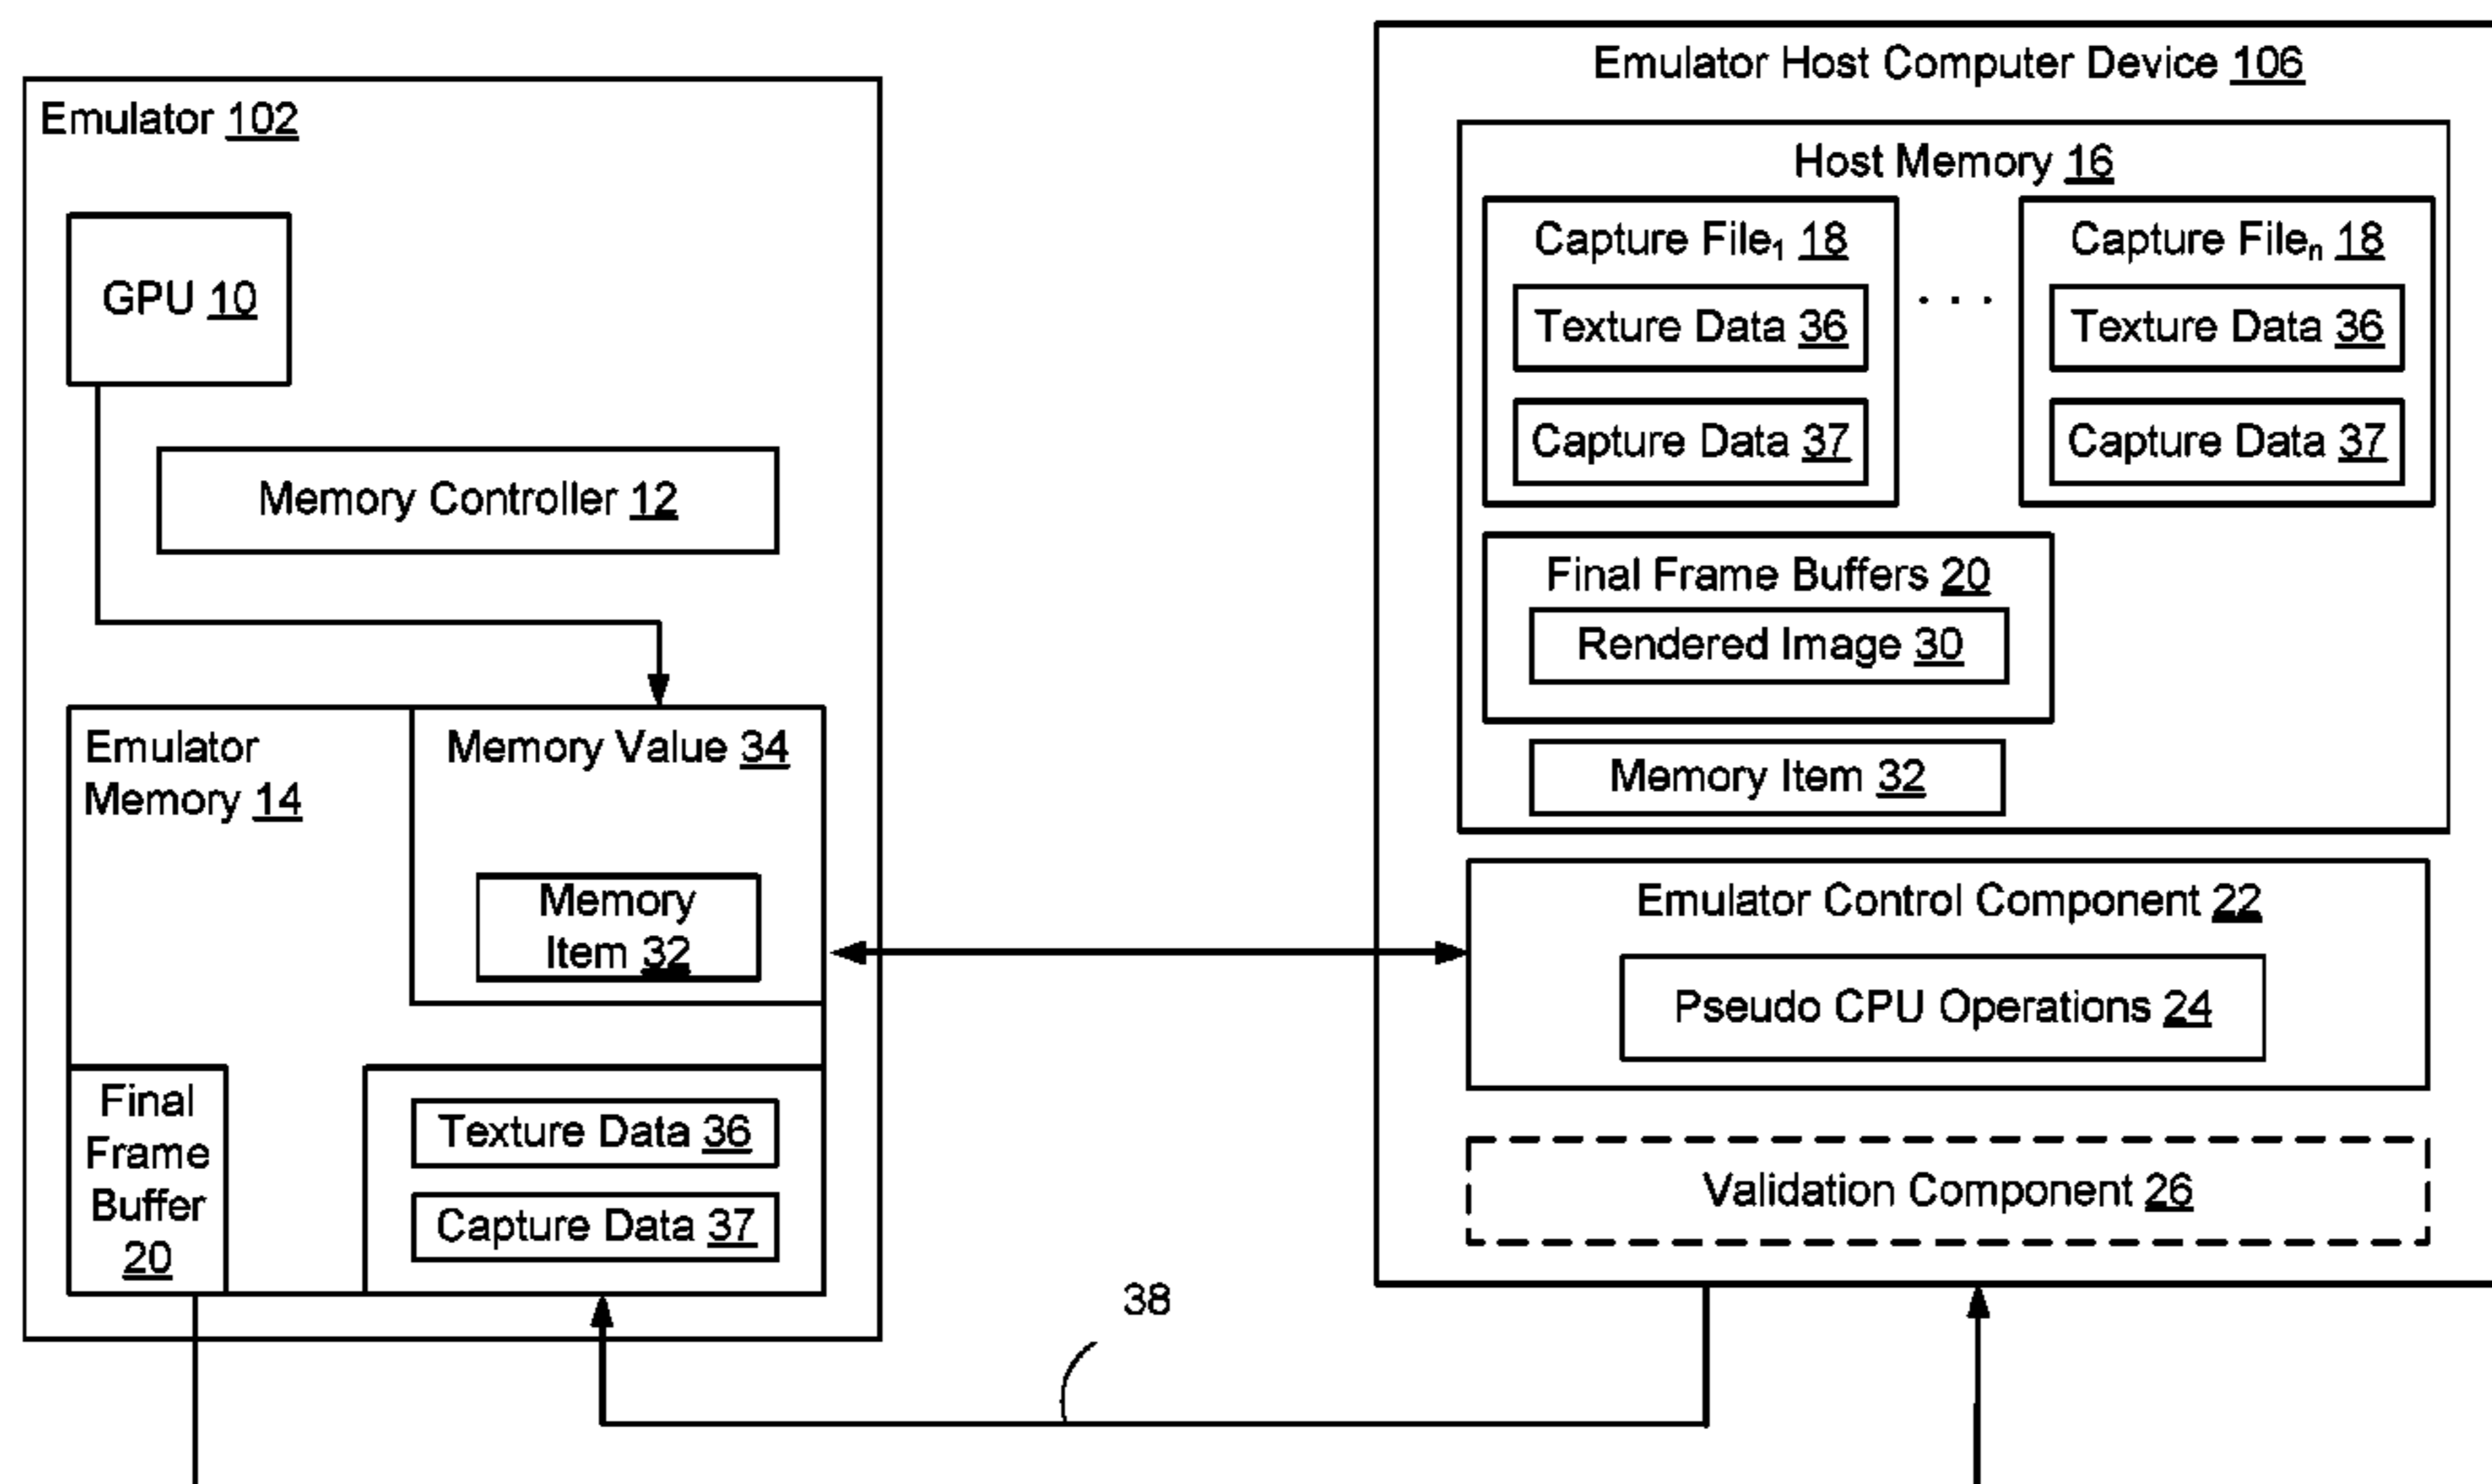 Emulator 102
GPU 10
Memory Controller 12
Emulator
Memory 14
Memory Value 34
Memory
Item 32
Final
Frame
Buffer
20
Texture Data 36
Capture Data 37
38
Emulator Host Computer Device 106
Host Memory 16
Capture File1 18
Texture Data 36
Capture Data 37
. . .
Capture Filen 18
Texture Data 36
Capture Data 37
Final Frame Buffers 20
Rendered Image 30
Memory Item 32
Emulator Control Component 22
Pseudo CPU Operations 24
Validation Component 26